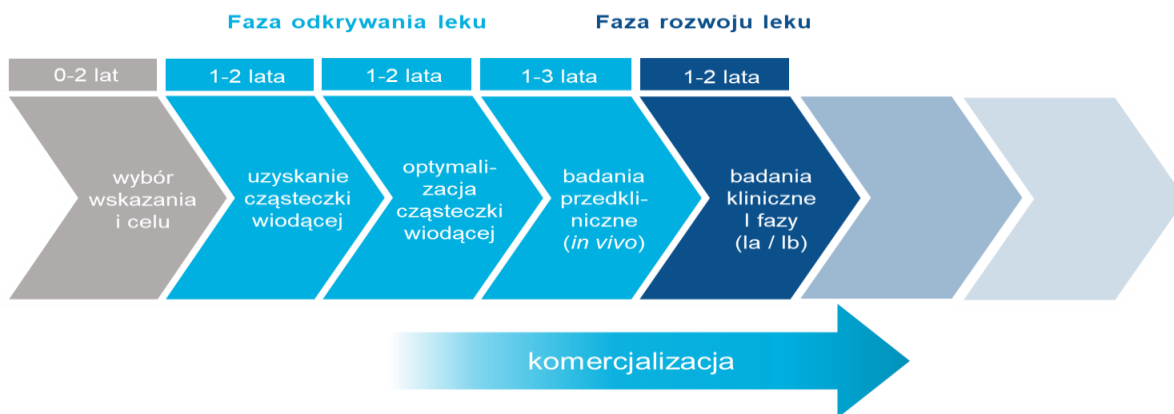 Faza odkrywania leku
Faza rozwoju leku
0-2 lat
1-2 lata
1-2 lata
1-3 lata
1-2 lata
wybór
wskazania
i celu
uzyskanie
cząsteczki
wiodącej
optymali-
zacja
cząsteczki
wiodącej
badania
przedkli-
niczne
(in vivo)
badania
kliniczne
I fazy
(Ia / Ib)
komercjalizacja